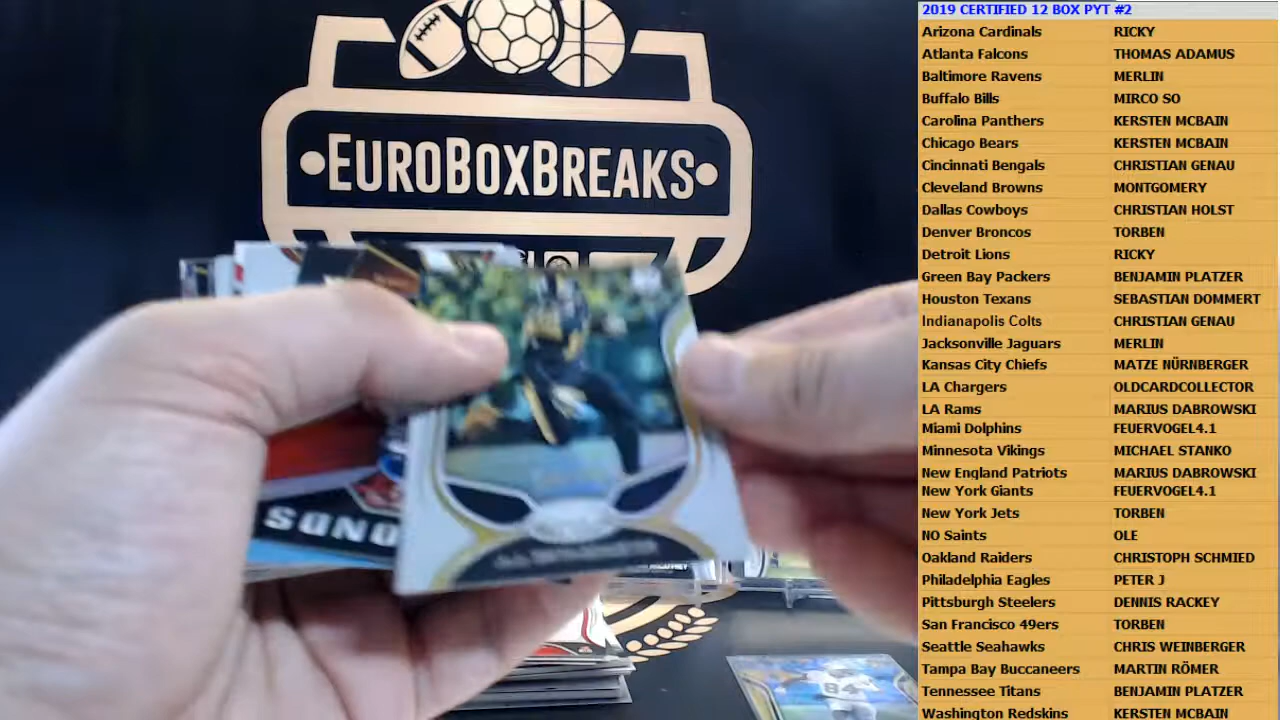 EUROBOXBREAKS
84
2019 CERTIFIED 12 BOX PYT #2
Arizona Cardinals RICKY
Atlanta Falcons THOMAS ADAMUS
Baltimore Ravens MERLIN
Buffalo Bills MIRCO SO
Carolina Panthers KERSTEN MCBAIN
Chicago Bears KERSTEN MCBAIN
Cincinnati Bengals CHRISTIAN GENAU
Cleveland Browns MONTGOMERY
Dallas Cowboys CHRISTIAN HOLST
Denver Broncos TORBEN
Detroit Lions RICKY
Green Bay Packers BENJAMIN PLATZER
Houston Texans SEBASTIAN DOMMERT
Indianapolis Colts CHRISTIAN GENAU
Jacksonville Jaguars MERLIN
Kansas City Chiefs MATZE NÜRNBERGER
LA Chargers OLDCARDCOLLECTOR
LA Rams MARIUS DABROWSKI
Miami Dolphins FEUERVOGEL4.1
Minnesota Vikings MICHAEL STANKO
New England Patriots MARIUS DABROWSKI
New York Giants FEUERVOGEL4.1
New York Jets TORBEN
NO Saints OLE
Oakland Raiders CHRISTOPH SCHMIED
Philadelphia Eagles PETER J
Pittsburgh Steelers DENNIS RACKEY
San Francisco 49ers TORBEN
Seattle Seahawks CHRIS WEINBERGER
Tampa Bay Buccaneers MARTIN RÖMER
Tennessee Titans BENJAMIN PLATZER
Washington Redskins KERSTEN MCBAIN